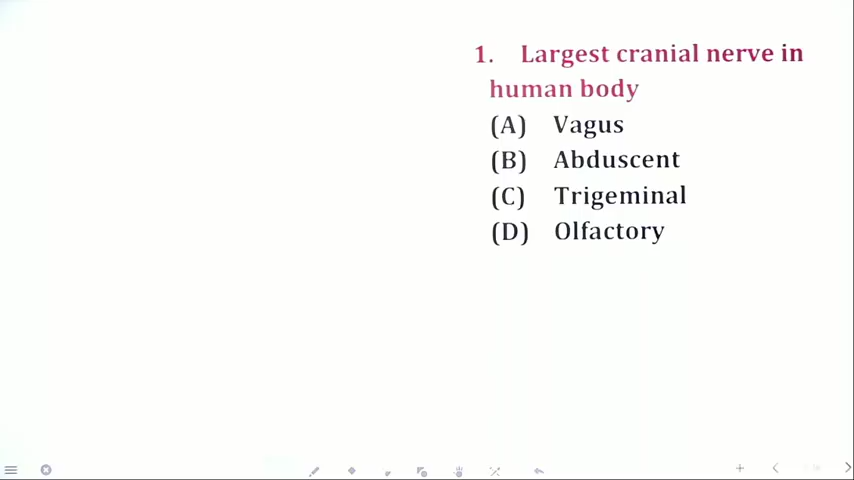 1. Largest cranial nerve in
human body
(A) Vagus
(B) Abduscent
(C) Trigeminal
(D) Olfactory